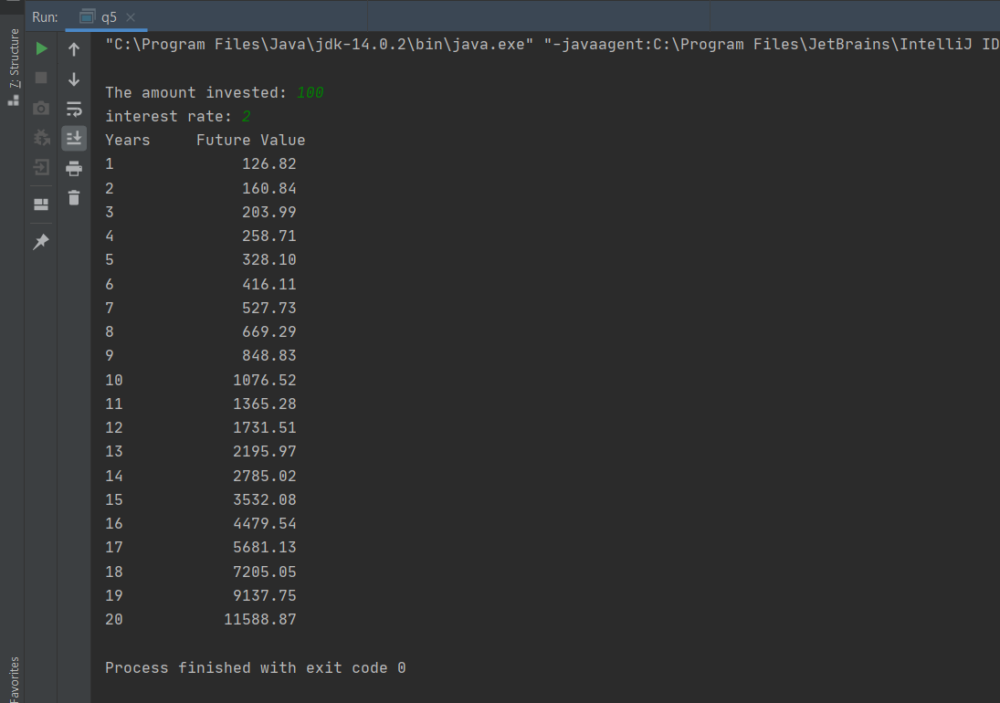 Run: q5
7: Structure
"C:\Program Files\Java\jdk-14.0.2\bin\java.exe" "-javaagent:C:\Program Files\JetBrains\IntelliJ ID
The amount invested: 100
interest rate: 2
Years Future Value
1 126.82
2 160.84
3 203.99
4 258.71
5 328.10
6 416.11
7 527.73
8 669.29
9 848.83
10 1076.52
11 1365.28
12 1731.51
13 2195.97
14 2785.02
15 3532.08
16 4479.54
17 5681.13
18 7205.05
19 9137.75
20 11588.87
Process finished with exit code 0
Favorites